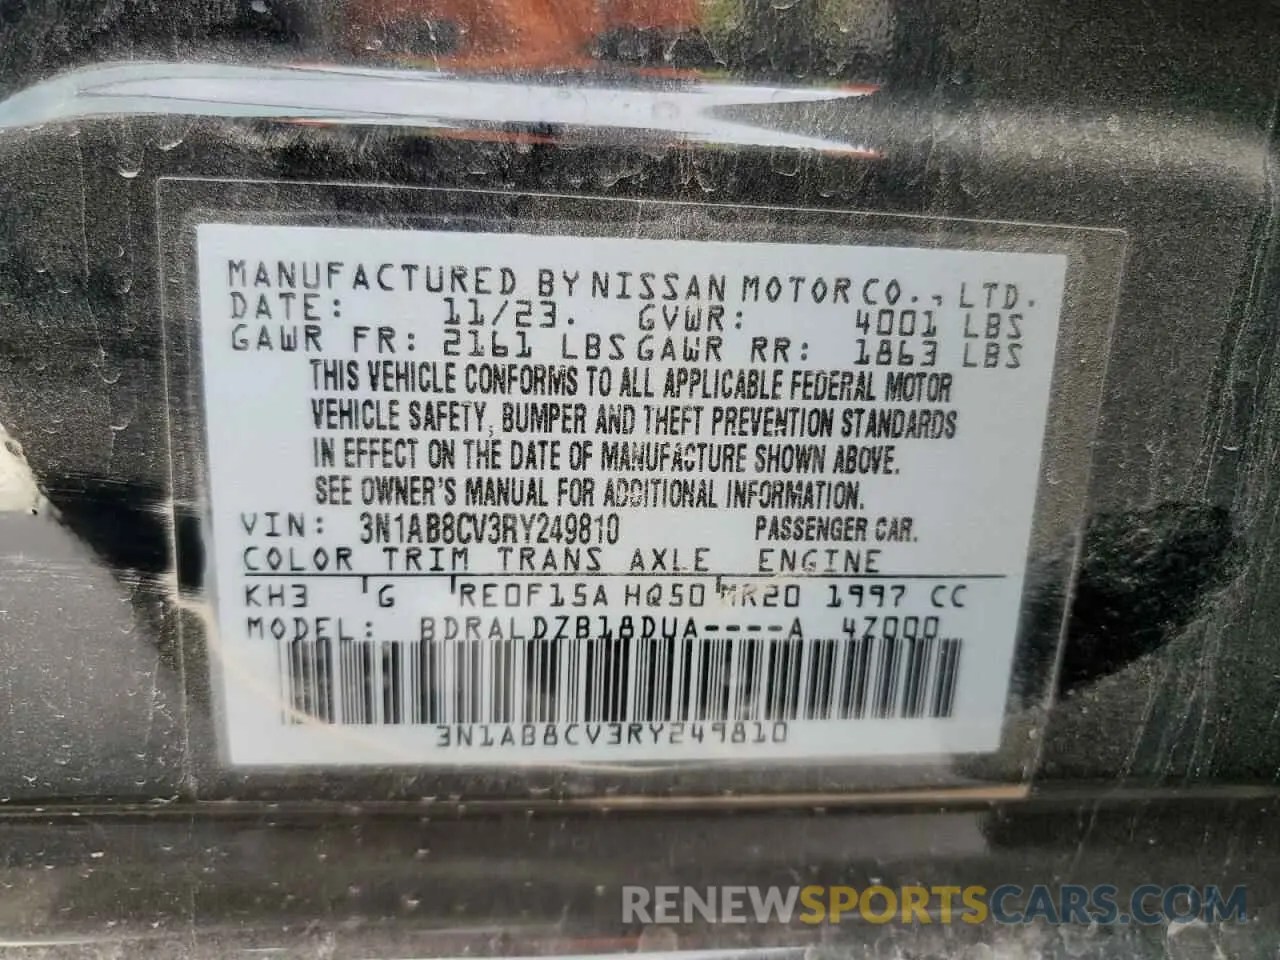 MANUFACTURED BY NISSAN MOTOR CO., LTD.
DATE: 11/23. GVWR: 4001 LBS
GAWR FR: 2161 LBS GAWR RR: 1863 LBS
THIS VEHICLE CONFORMS TO ALL APPLICABLE FEDERAL MOTOR
VEHICLE SAFETY, BUMPER AND THEFT PREVENTION STANDARDS
IN EFFECT ON THE DATE OF MANUFACTURE SHOWN ABOVE.
SEE OWNER'S MANUAL FOR ADDITIONAL INFORMATION.
VIN: 3N1AB8CV3RY249810 PASSENGER CAR.
COLOR TRIM TRANS AXLE ENGINE
KH3 G RE0F15A HQ50 MR20 1997 CC
MODEL: BDRALDZB18DUA----A 4Z000
3N1AB8CV3RY249810
RENEWSPORTSCARS.COM